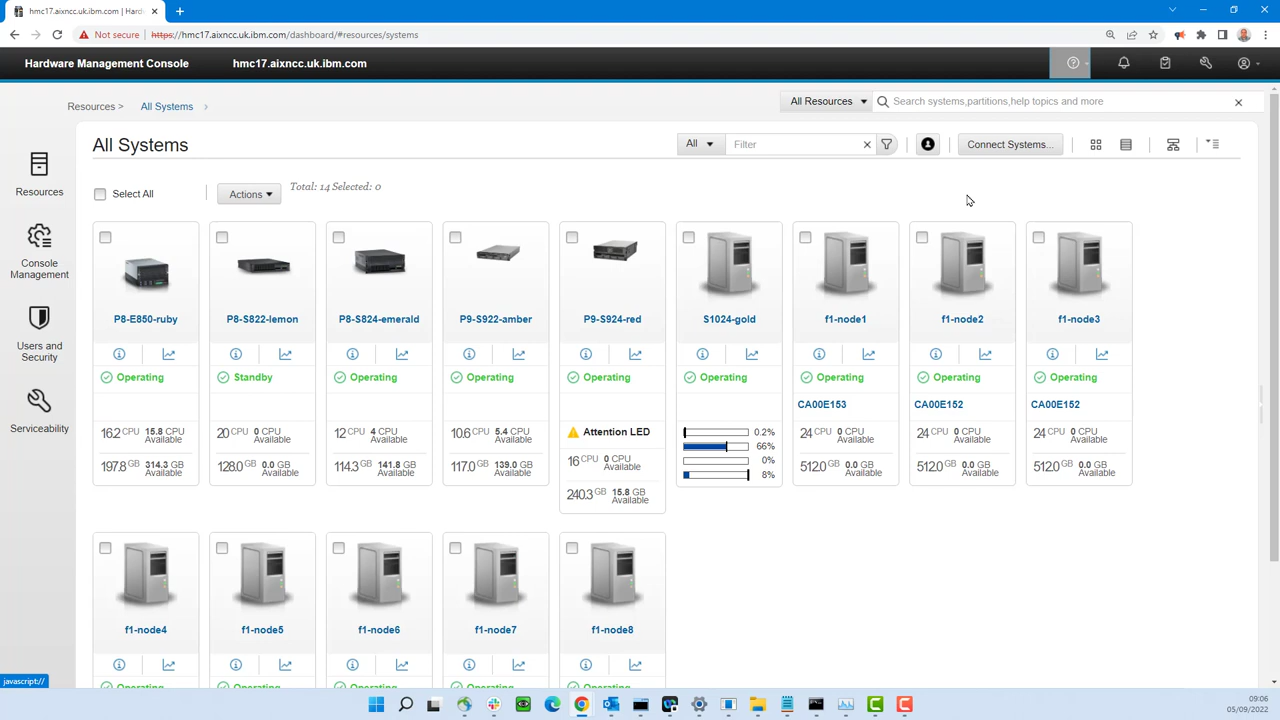 hmc17.aixncc.uk.ibm.com | Hardw
Not secure
https://hmc17.aixncc.uk.ibm.com/dashboard/#resources/systems
Hardware Management Console
hmc17.aixncc.uk.ibm.com
Resources > All Systems
All Resources
Search systems,partitions,help topics and more
All Systems
All
Filter
Connect Systems...
Select All
Actions
Total: 14 Selected: 0
Resources
Console
Management
Users and
Security
Serviceability
P8-E850-ruby
Operating
16.2 CPU 15.8 CPU
Available
197.8 GB 314.3 GB
Available
P8-S822-lemon
Standby
20 CPU 0 CPU
Available
128.0 GB 0.0 GB
Available
P8-S824-emerald
Operating
12 CPU 4 CPU
Available
114.3 GB 141.8 GB
Available
P9-S922-amber
Operating
10.6 CPU 5.4 CPU
Available
117.0 GB 139.0 GB
Available
P9-S924-red
Operating
Attention LED
16 CPU 0 CPU
Available
240.3 GB 15.8 GB
Available
S1024-gold
Operating
0.2%
66%
0%
8%
f1-node1
Operating
CA00E153
24 CPU 0 CPU
Available
512.0 GB 0.0 GB
Available
f1-node2
Operating
CA00E152
24 CPU 0 CPU
Available
512.0 GB 0.0 GB
Available
f1-node3
Operating
CA00E152
24 CPU 0 CPU
Available
512.0 GB 0.0 GB
Available
f1-node4
Operating
f1-node5
Operating
f1-node6
Operating
f1-node7
Operating
f1-node8
Operating
javascript://
09:06
05/09/2022